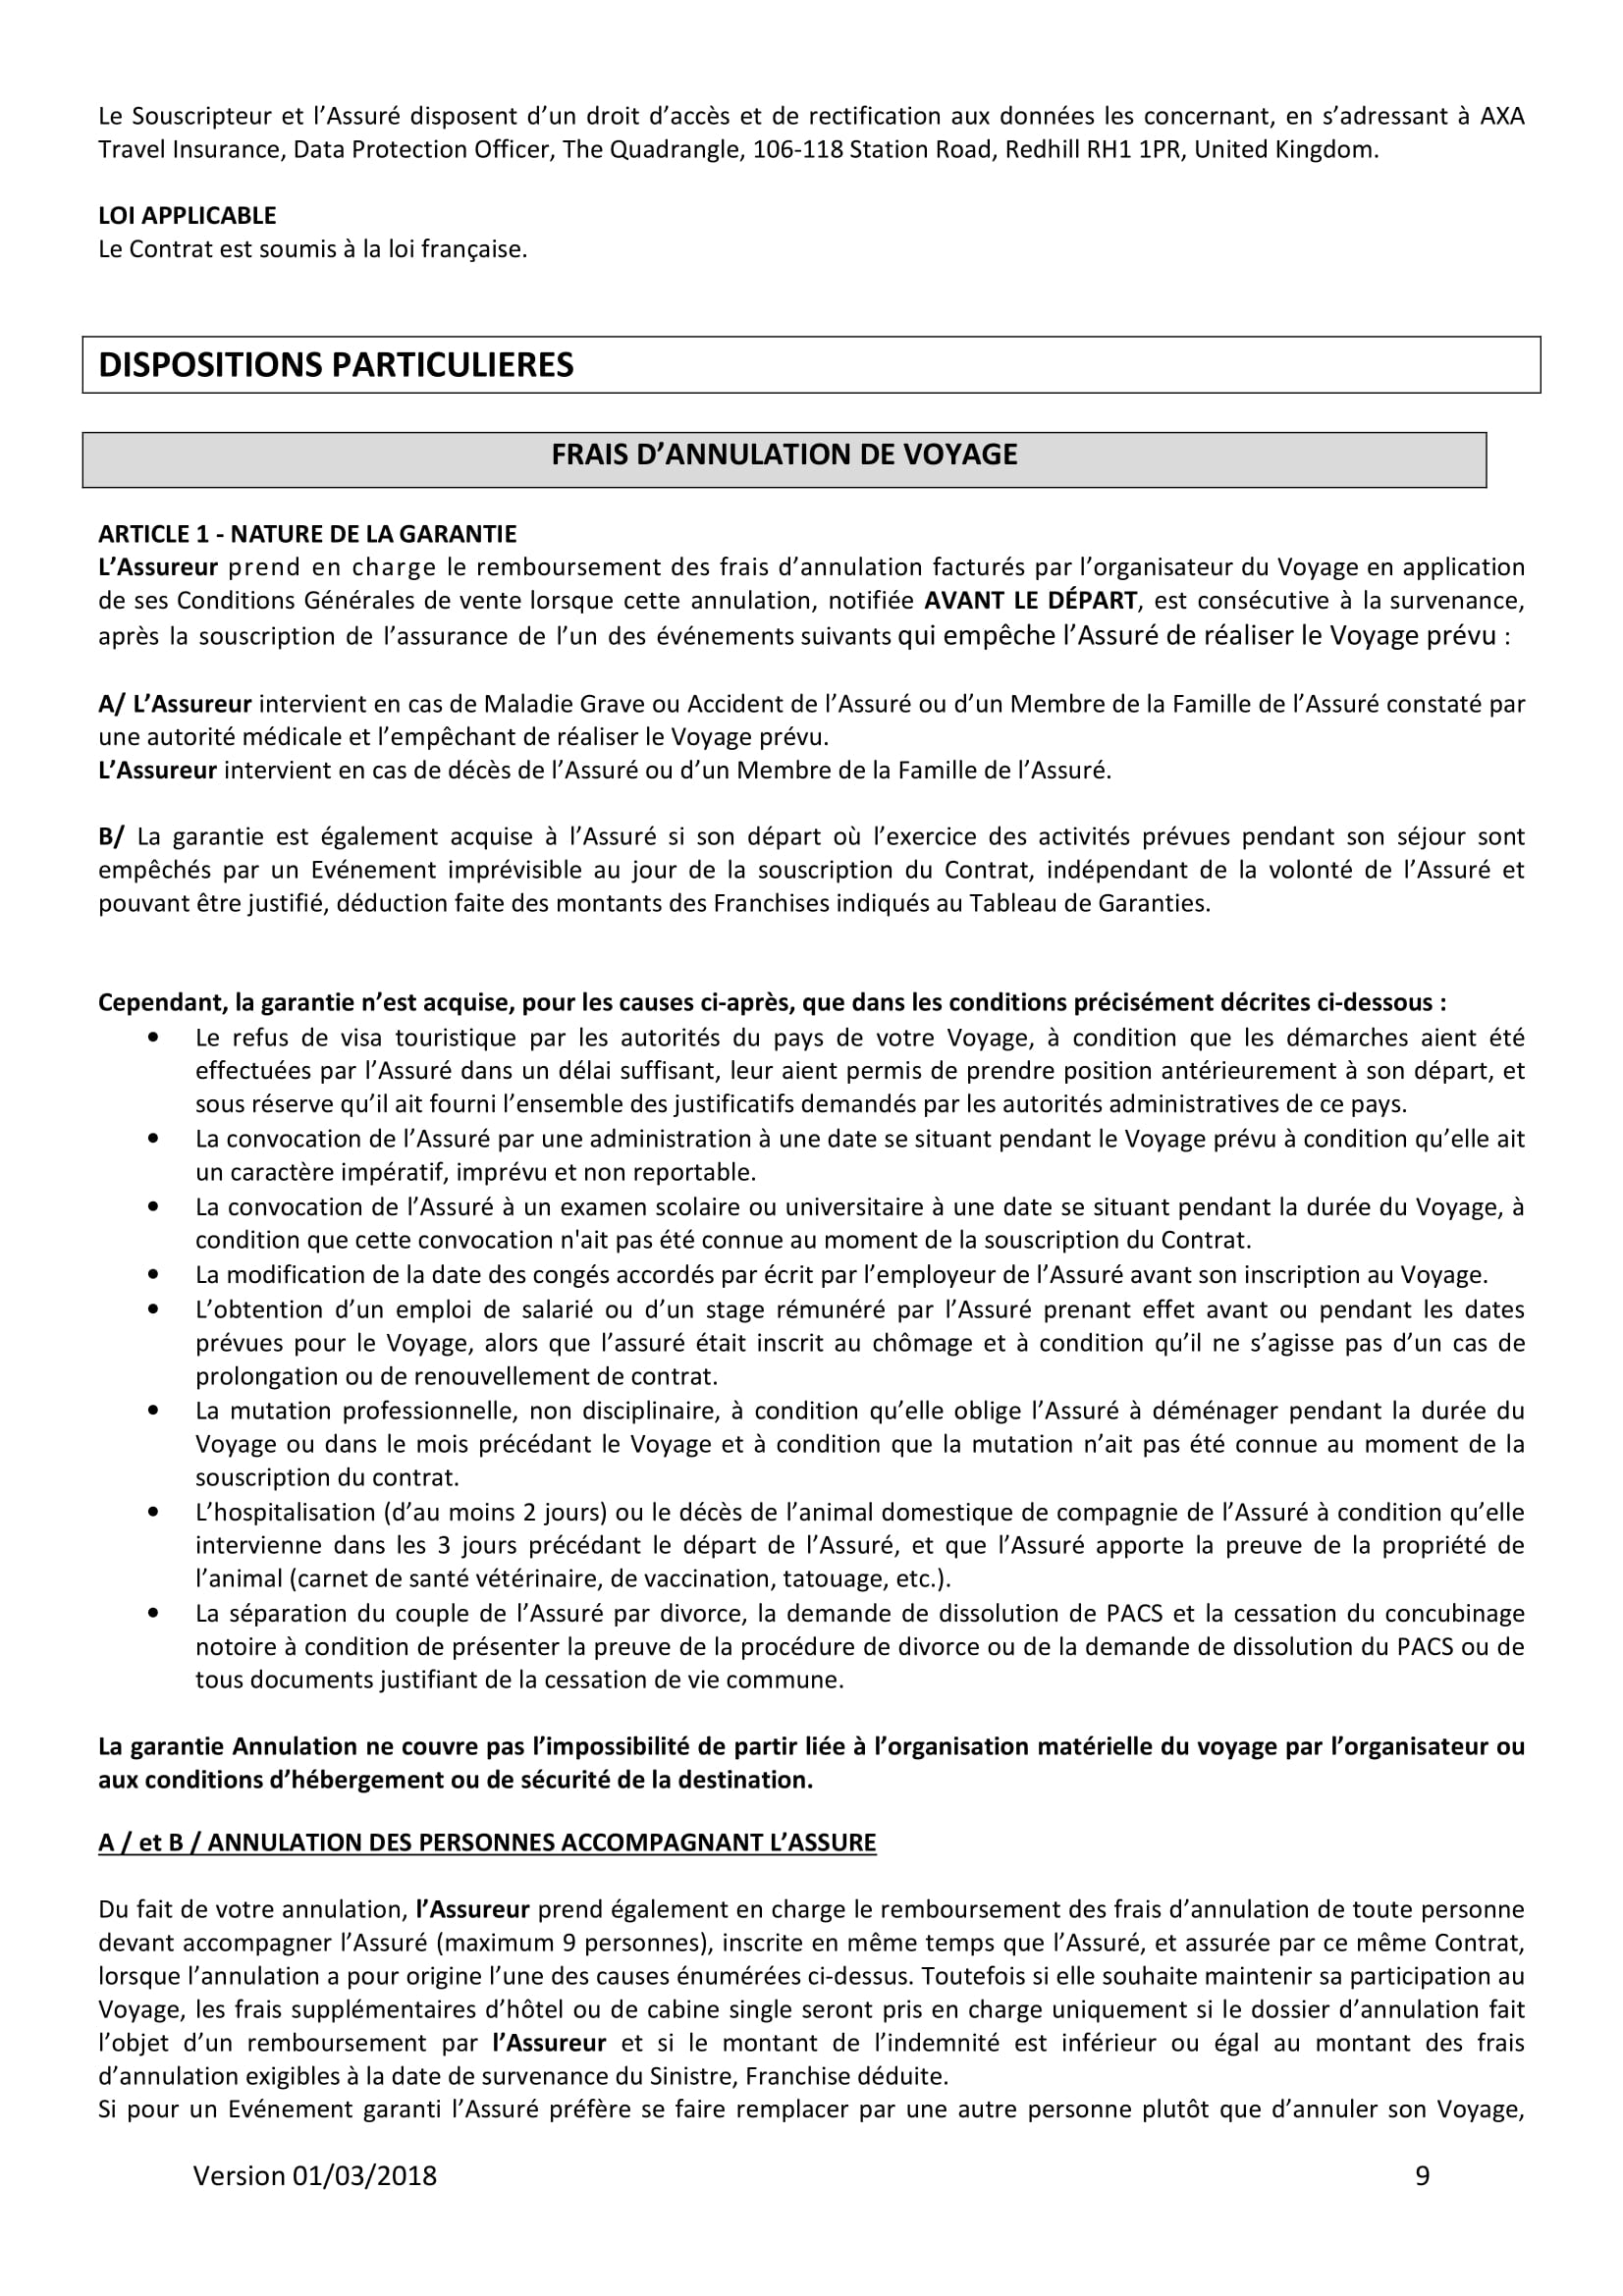 Le Souscripteur et l’Assuré disposent d’un droit d’accès et de rectification aux données les concernant, en s’adressant à AXA
Travel Insurance, Data Protection Officer, The Quadrangle, 106-118 Station Road, Redhill RH1 1PR, United Kingdom.
LOI APPLICABLE
Le Contrat est soumis à la loi française.
DISPOSITIONS PARTICULIERES
FRAIS D’ANNULATION DE VOYAGE
ARTICLE 1 - NATURE DE LA GARANTIE
L’Assureur prend en charge le remboursement des frais d’annulation facturés par l’organisateur du Voyage en application
de ses Conditions Générales de vente lorsque cette annulation, notifiée AVANT LE DÉPART, est consécutive à la survenance,
après la souscription de l’assurance de l’un des événements suivants qui empêche l’Assuré de réaliser le Voyage prévu :
A/ L’Assureur intervient en cas de Maladie Grave ou Accident de l’Assuré ou d’un Membre de la Famille de l’Assuré constaté par
une autorité médicale et l’empêchant de réaliser le Voyage prévu.
L’Assureur intervient en cas de décès de l’Assuré ou d’un Membre de la Famille de l’Assuré.
B/ La garantie est également acquise à l’Assuré si son départ où l’exercice des activités prévues pendant son séjour sont
empêchés par un Evénement imprévisible au jour de la souscription du Contrat, indépendant de la volonté de l’Assuré et
pouvant être justifié, déduction faite des montants des Franchises indiqués au Tableau de Garanties.
Cependant, la garantie n’est acquise, pour les causes ci-après, que dans les conditions précisément décrites ci-dessous :
• Le refus de visa touristique par les autorités du pays de votre Voyage, à condition que les démarches aient été
effectuées par l’Assuré dans un délai suffisant, leur aient permis de prendre position antérieurement à son départ, et
sous réserve qu’il ait fourni l’ensemble des justificatifs demandés par les autorités administratives de ce pays.
• La convocation de l’Assuré par une administration à une date se situant pendant le Voyage prévu à condition qu’elle ait
un caractère impératif, imprévu et non reportable.
• La convocation de l’Assuré à un examen scolaire ou universitaire à une date se situant pendant la durée du Voyage, à
condition que cette convocation n'ait pas été connue au moment de la souscription du Contrat.
• La modification de la date des congés accordés par écrit par l’employeur de l’Assuré avant son inscription au Voyage.
• L’obtention d’un emploi de salarié ou d’un stage rémunéré par l’Assuré prenant effet avant ou pendant les dates
prévues pour le Voyage, alors que l’assuré était inscrit au chômage et à condition qu’il ne s’agisse pas d’un cas de
prolongation ou de renouvellement de contrat.
• La mutation professionnelle, non disciplinaire, à condition qu’elle oblige l’Assuré à déménager pendant la durée du
Voyage ou dans le mois précédant le Voyage et à condition que la mutation n’ait pas été connue au moment de la
souscription du contrat.
• L’hospitalisation (d’au moins 2 jours) ou le décès de l’animal domestique de compagnie de l’Assuré à condition qu’elle
intervienne dans les 3 jours précédant le départ de l’Assuré, et que l’Assuré apporte la preuve de la propriété de
l’animal (carnet de santé vétérinaire, de vaccination, tatouage, etc.).
• La séparation du couple de l’Assuré par divorce, la demande de dissolution de PACS et la cessation du concubinage
notoire à condition de présenter la preuve de la procédure de divorce ou de la demande de dissolution du PACS ou de
tous documents justifiant de la cessation de vie commune.
La garantie Annulation ne couvre pas l’impossibilité de partir liée à l’organisation matérielle du voyage par l’organisateur ou
aux conditions d’hébergement ou de sécurité de la destination.
A / et B / ANNULATION DES PERSONNES ACCOMPAGNANT L’ASSURE
Du fait de votre annulation, l’Assureur prend également en charge le remboursement des frais d’annulation de toute personne
devant accompagner l’Assuré (maximum 9 personnes), inscrite en même temps que l’Assuré, et assurée par ce même Contrat,
lorsque l’annulation a pour origine l’une des causes énumérées ci-dessus. Toutefois si elle souhaite maintenir sa participation au
Voyage, les frais supplémentaires d’hôtel ou de cabine single seront pris en charge uniquement si le dossier d’annulation fait
l’objet d’un remboursement par l’Assureur et si le montant de l’indemnité est inférieur ou égal au montant des frais
d’annulation exigibles à la date de survenance du Sinistre, Franchise déduite.
Si pour un Evénement garanti l’Assuré préfère se faire remplacer par une autre personne plutôt que d’annuler son Voyage,
Version 01/03/2018 9